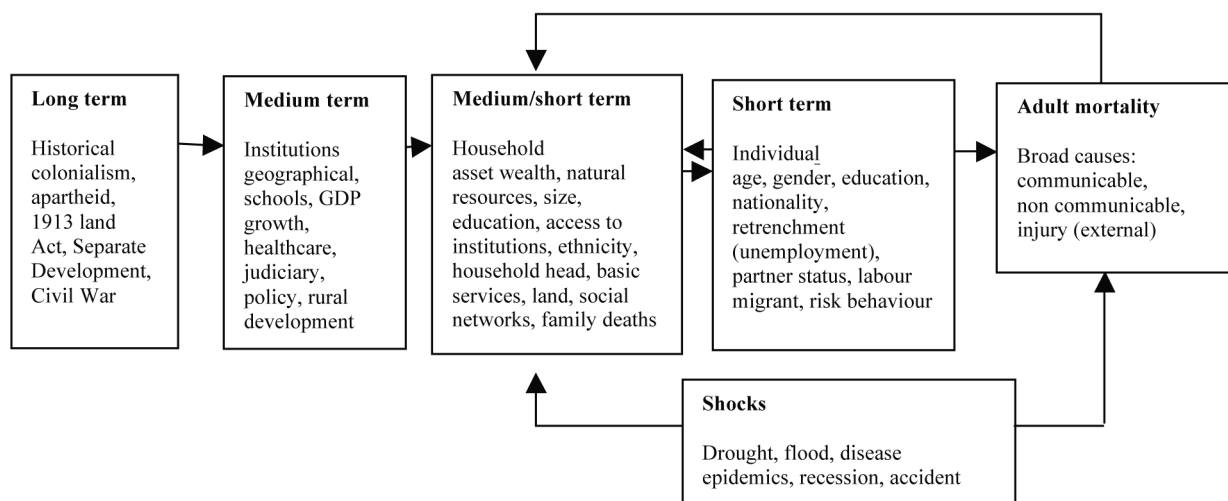 Long term
Historical
colonialism,
apartheid,
1913 land
Act, Separate
Development,
Civil War
Medium term
Institutions
geographical,
schools, GDP
growth,
healthcare,
judiciary,
policy, rural
development
Medium/short term
Household
asset wealth, natural
resources, size,
education, access to
institutions, ethnicity,
household head, basic
services, land, social
networks, family deaths
Short term
Individual
age, gender, education,
nationality,
retrenchment
(unemployment),
partner status, labour
migrant, risk behaviour
Adult mortality
Broad causes:
communicable,
non communicable,
injury (external)
Shocks
Drought, flood, disease
epidemics, recession, accident